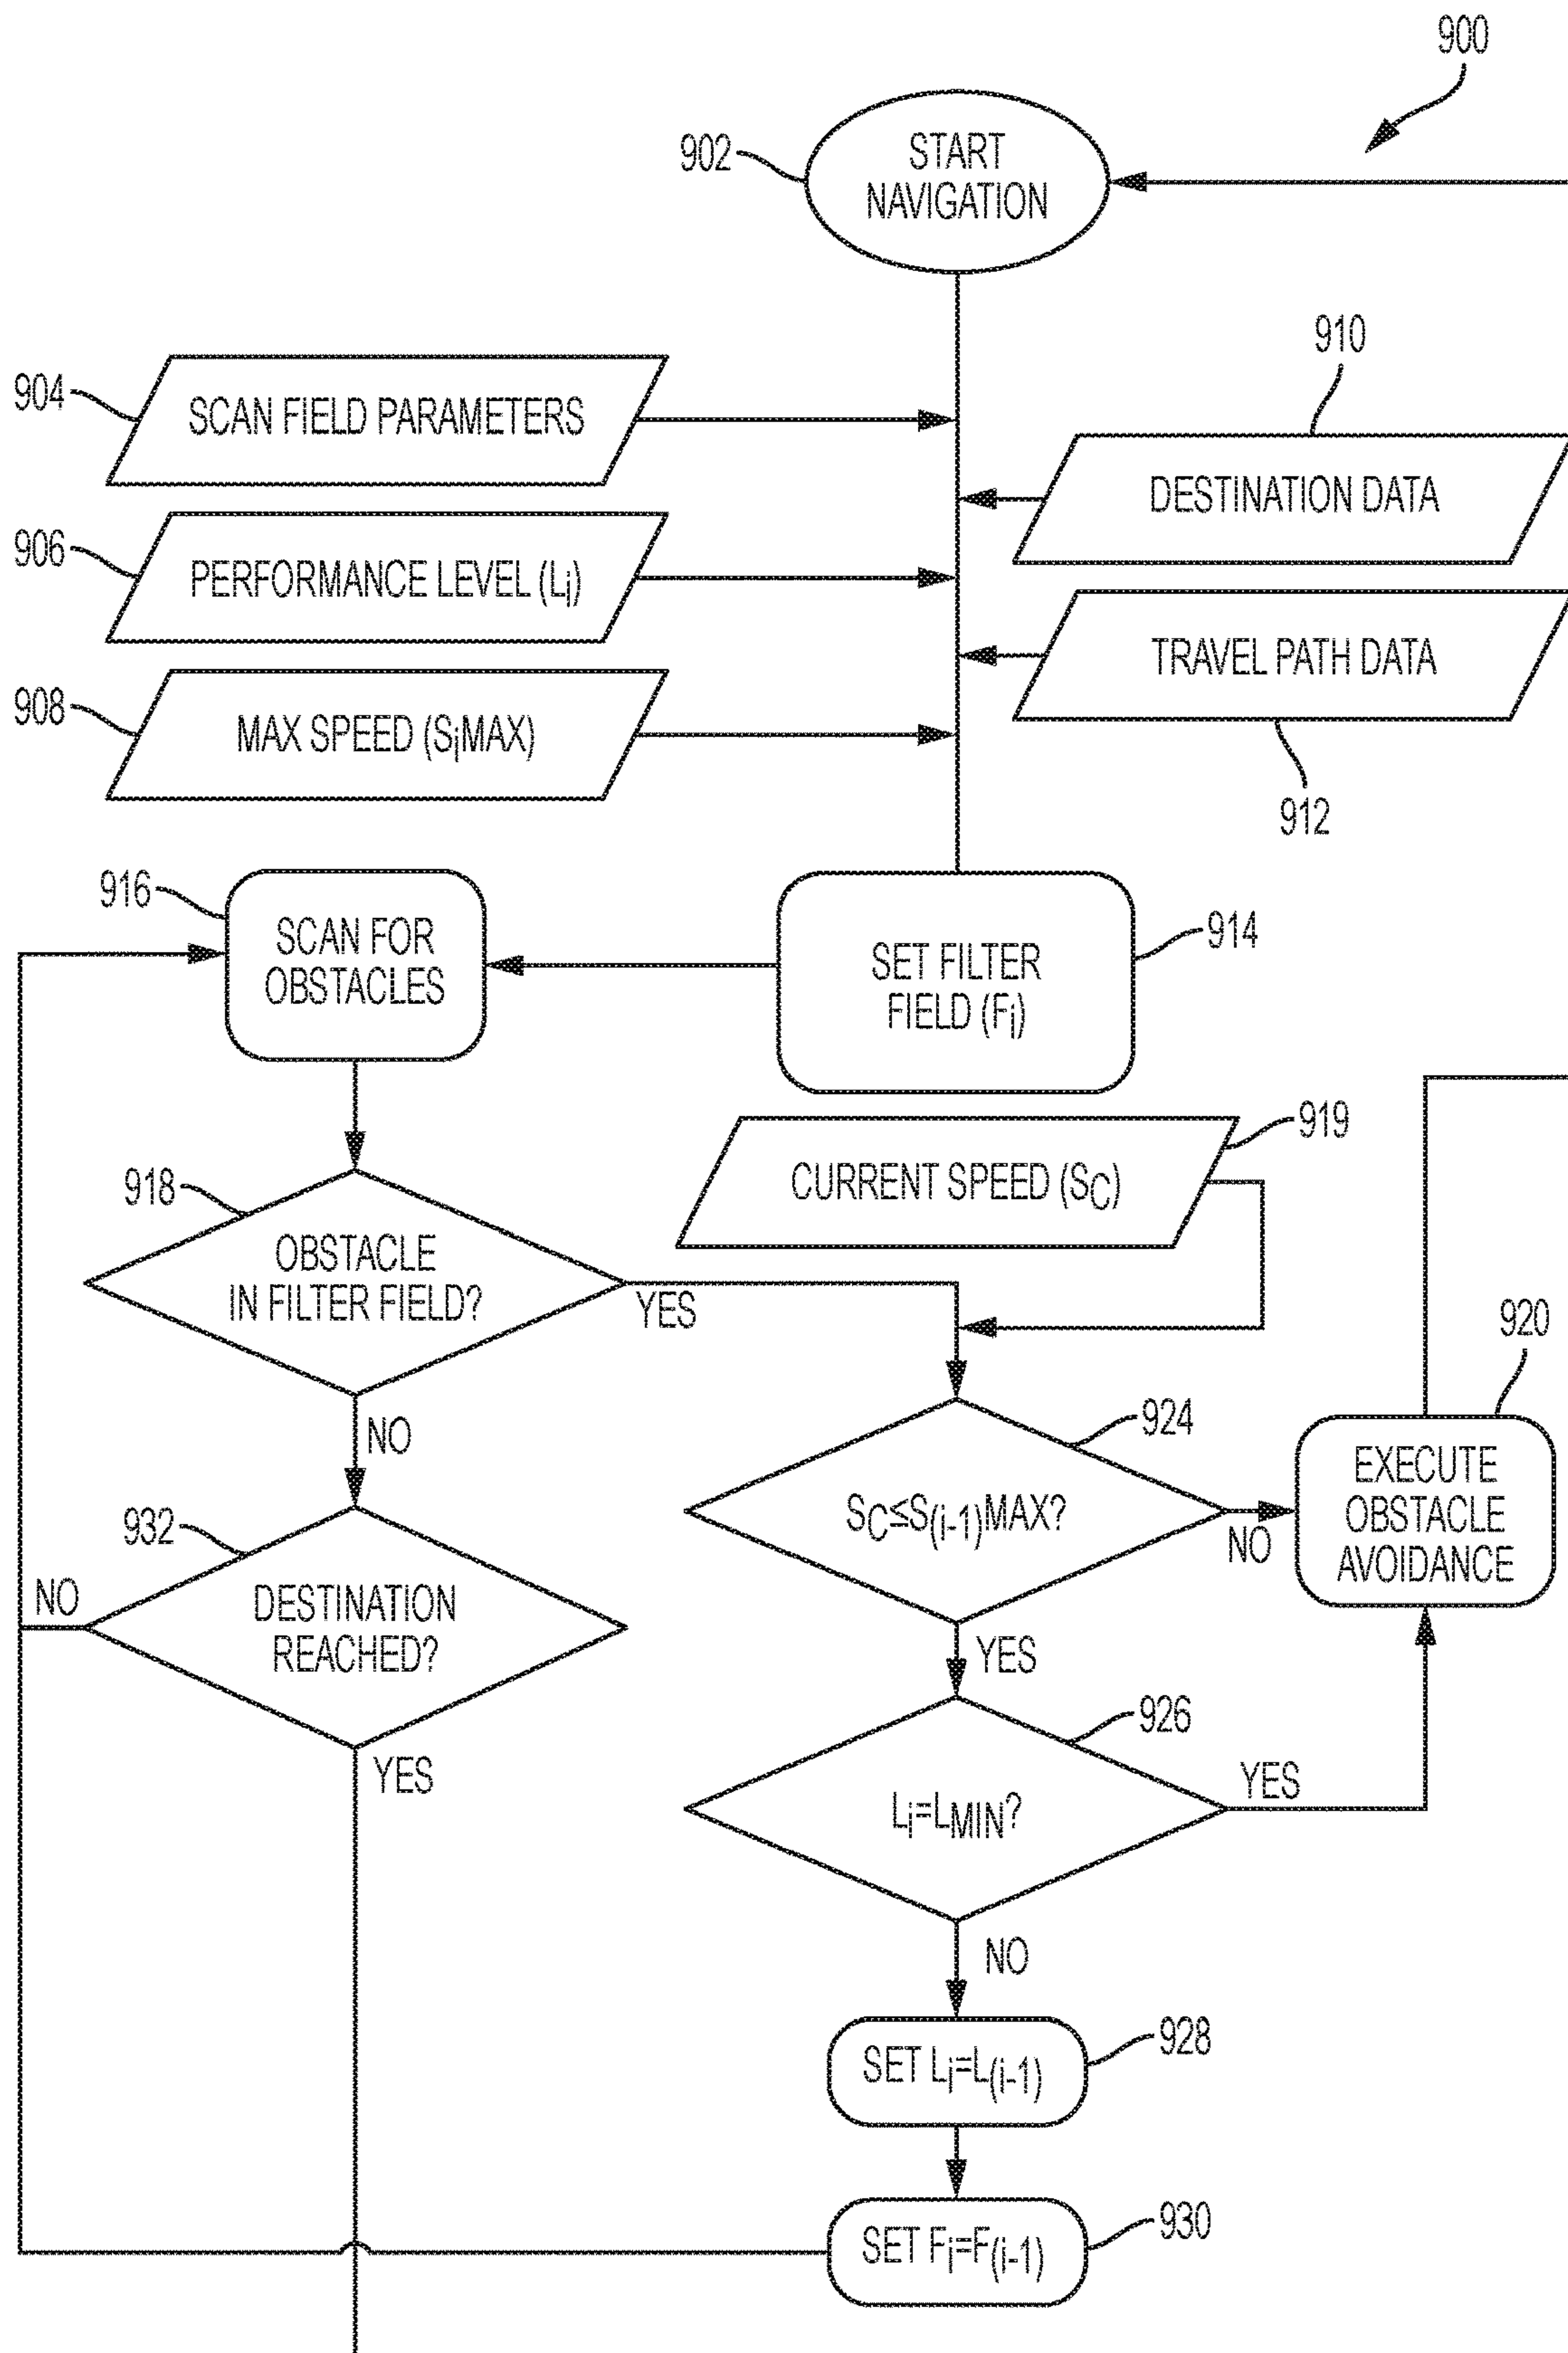 900
902
START
NAVIGATION
910
904
SCAN FIELD PARAMETERS
DESTINATION DATA
906
PERFORMANCE LEVEL (Li)
TRAVEL PATH DATA
908
MAX SPEED (SiMAX)
912
916
SCAN FOR
OBSTACLES
914
SET FILTER
FIELD (Fi)
919
CURRENT SPEED (SC)
918
OBSTACLE
IN FILTER FIELD?
YES
920
NO
924
EXECUTE
OBSTACLE
AVOIDANCE
SC≤S(i-1)MAX?
NO
932
DESTINATION
REACHED?
NO
YES
YES
926
Li=LMIN?
YES
NO
928
SET Li=L(i-1)
930
SET Fi=F(i-1)